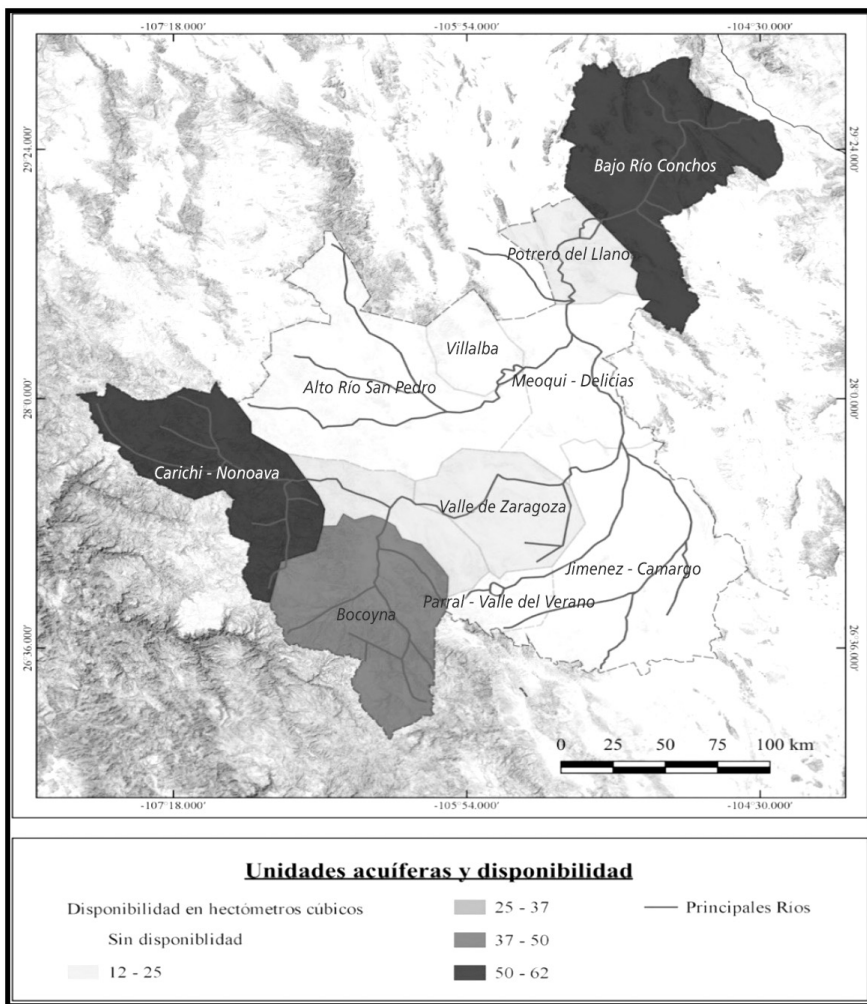 -107°18.000' -105°54.000' -104°30.000'
29°24.000' 29°24.000'
Bajo Río Conchos
Potrero del Llano
Villalba
Alto Río San Pedro
Meoqui - Delicias
28°0.000' 28°0.000'
Carichi - Nonoava
Valle de Zaragoza
Jimenez - Camargo
Parral - Valle del Verano
Bocoyna
26°36.000' 26°36.000'
0 25 50 75 100 km
-107°18.000' -105°54.000' -104°30.000'
Unidades acuíferas y disponibilidad
Disponibilidad en hectómetros cúbicos
Sin disponiblidad
12 - 25
25 - 37
37 - 50
50 - 62
Principales Rios